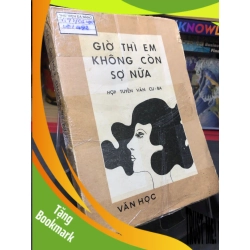 GIỜ THÌ EM
KHÔNG CÒN
SỢ NỮA
HỢP TUYỂN VĂN CU-BA
VĂN HỌC
Tặng
Bookmark